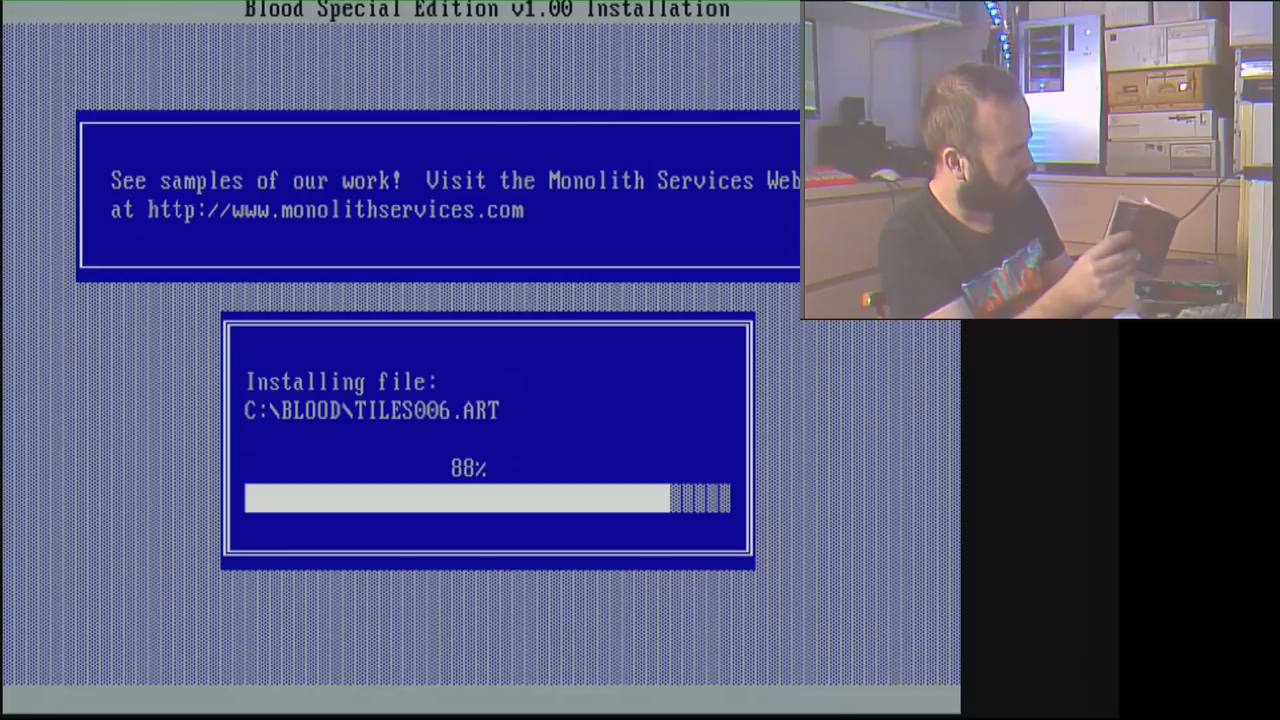 Blood Special Edition v1.00 Installation
See samples of our work!  Visit the Monolith Services Web
at http://www.monolithservices.com
Installing file:
C:\BLOOD\TILES006.ART
88%